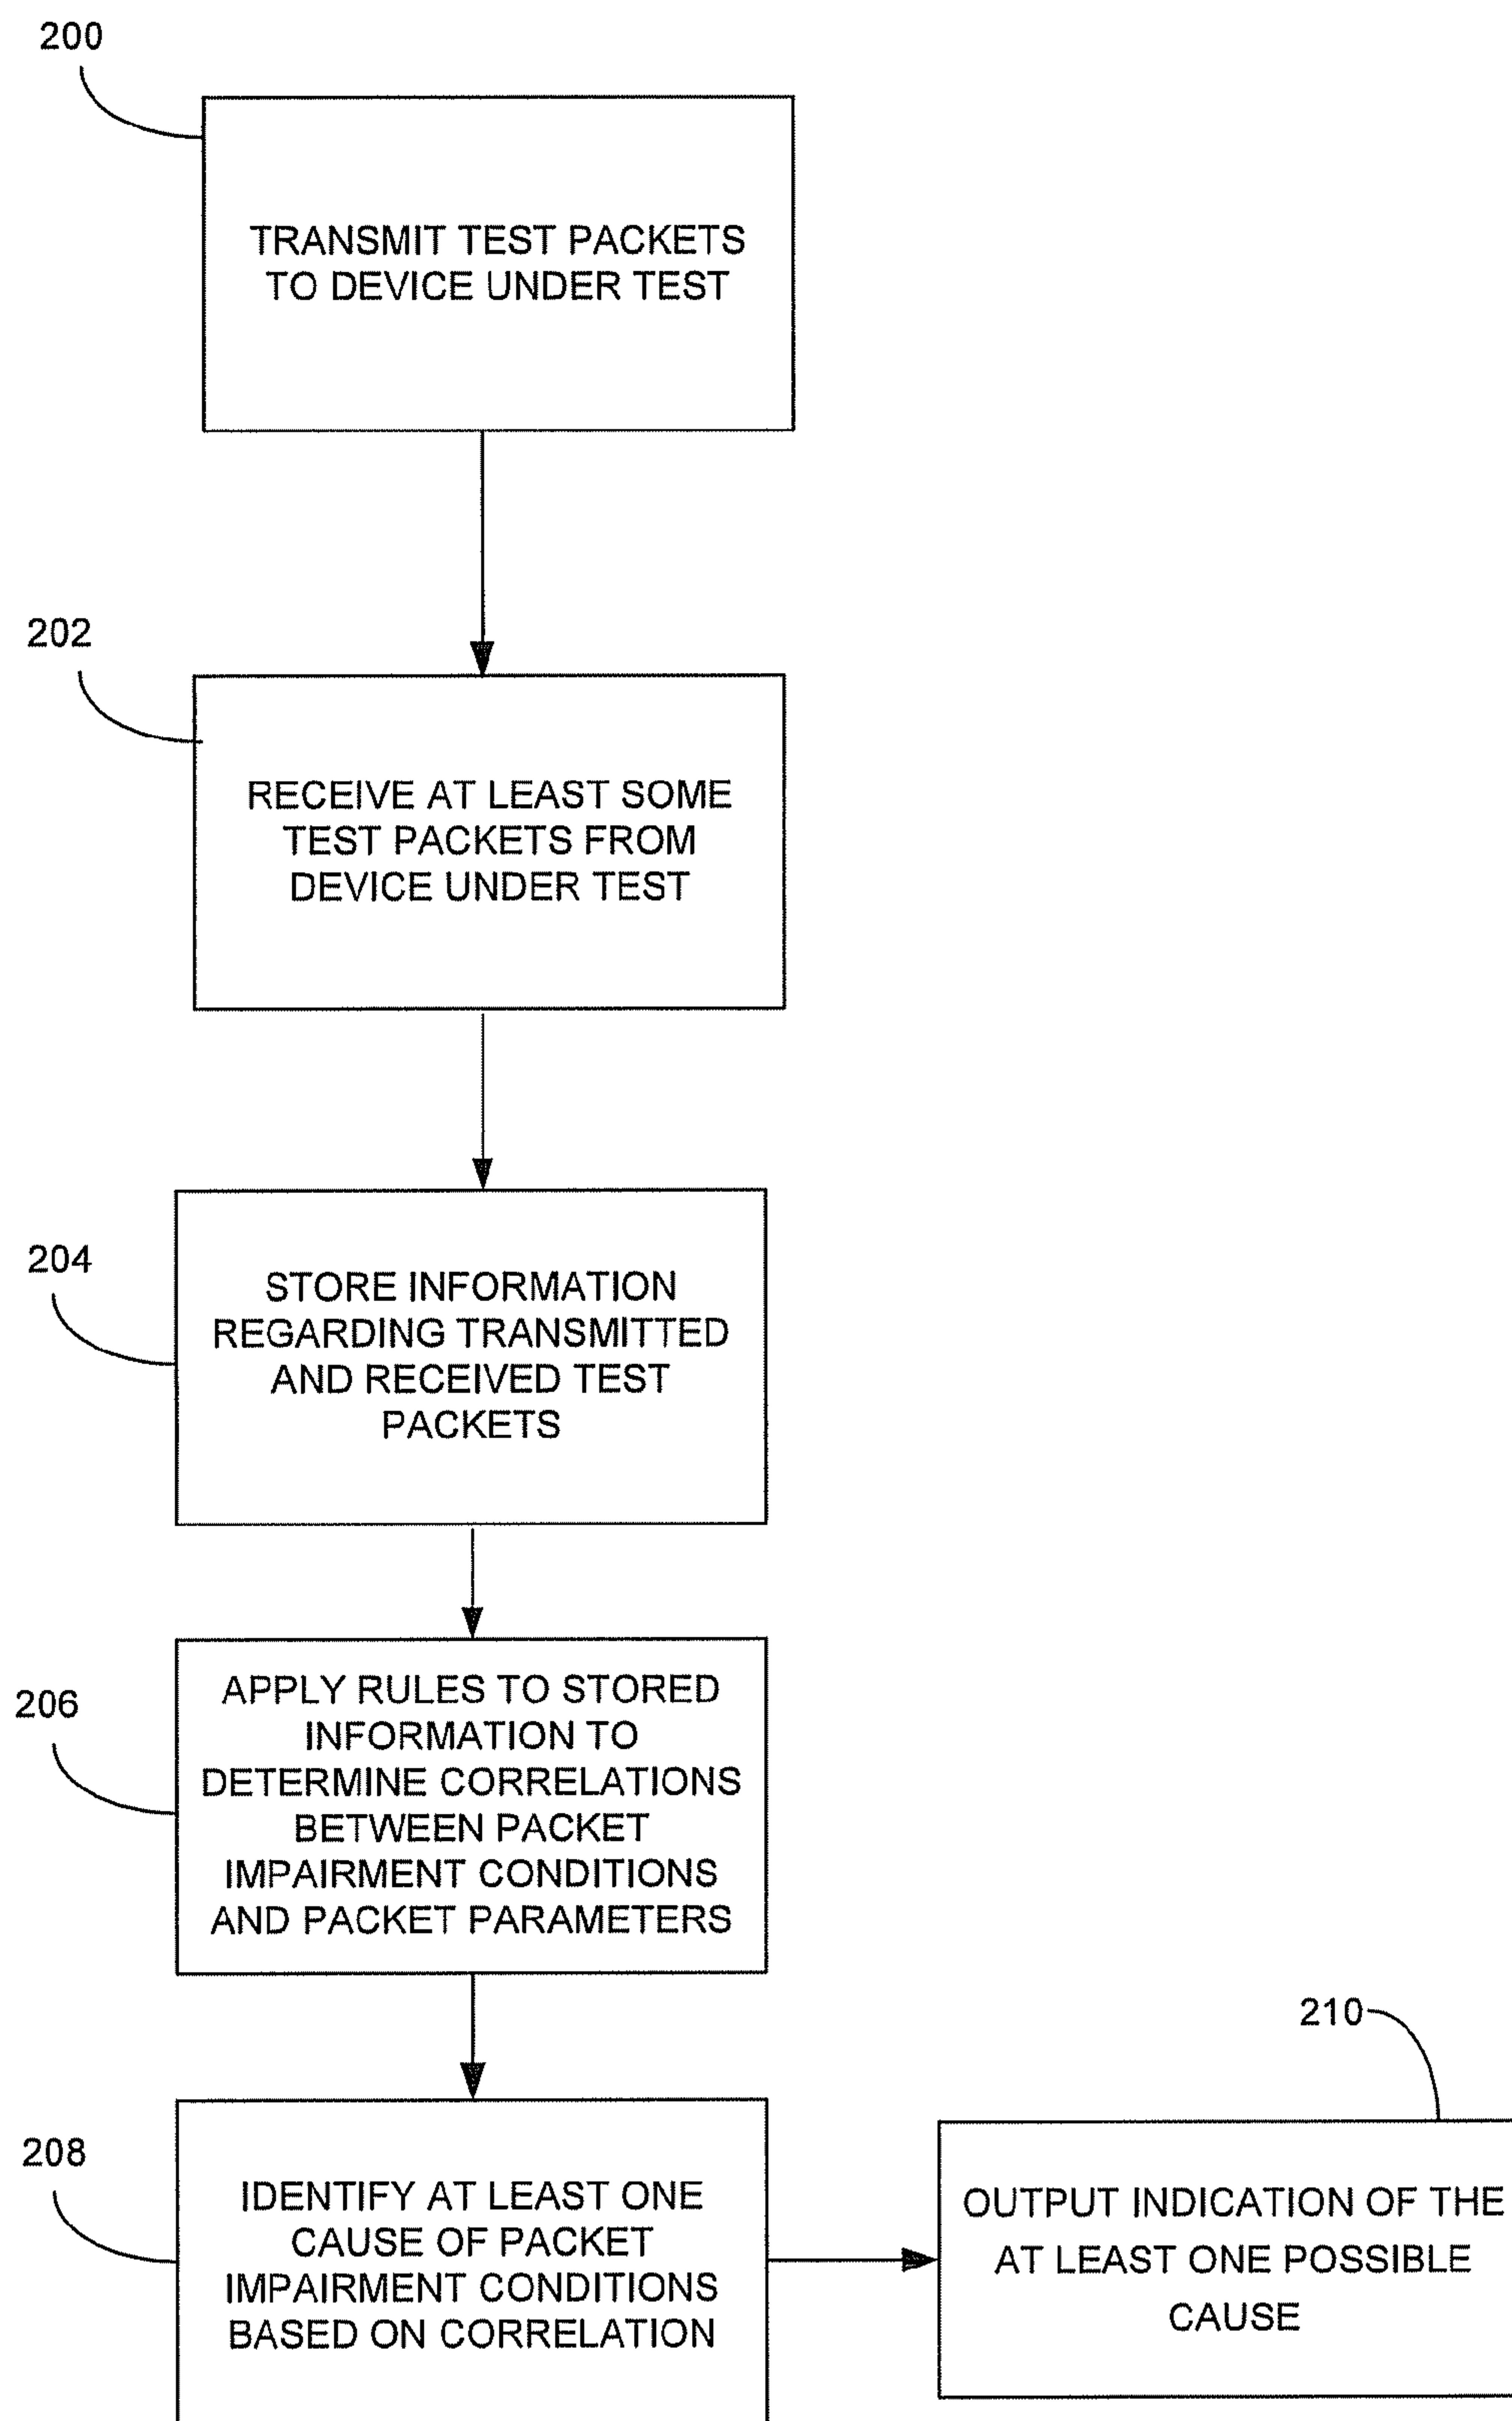 200
TRANSMIT TEST PACKETS
TO DEVICE UNDER TEST
202
RECEIVE AT LEAST SOME
TEST PACKETS FROM
DEVICE UNDER TEST
204
STORE INFORMATION
REGARDING TRANSMITTED
AND RECEIVED TEST
PACKETS
206
APPLY RULES TO STORED
INFORMATION TO
DETERMINE CORRELATIONS
BETWEEN PACKET
IMPAIRMENT CONDITIONS
AND PACKET PARAMETERS
208
IDENTIFY AT LEAST ONE
CAUSE OF PACKET
IMPAIRMENT CONDITIONS
BASED ON CORRELATION
210
OUTPUT INDICATION OF THE
AT LEAST ONE POSSIBLE
CAUSE